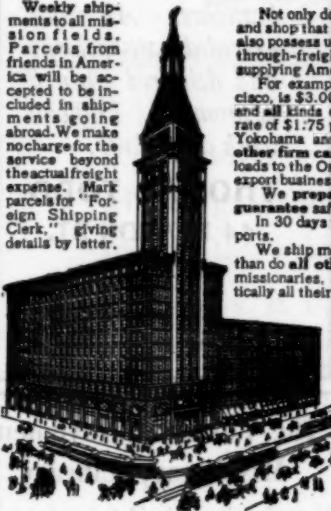 Weekly ship-
ments to all mis-
sion fields.
Parcels from
friends in Amer-
ica will be ac-
cepted to be in-
cluded in ship-
ments going
abroad. We make
no charge for the
service beyond
the actual freight
expense. Mark
parcels for "For-
eign Shipping
Clerk," giving
details by letter.
Not only d
and shop that
also possess u
through-freigh
supplying Am
For examp
cisco, is $3.0
and all kinds
rate of $1.75
Yokohama an
other firm ca
loads to the Or
export busines
We prepa
guarantee sa
In 30 days
ports.
We ship m
than do all ot
missionaries.
tically all thei